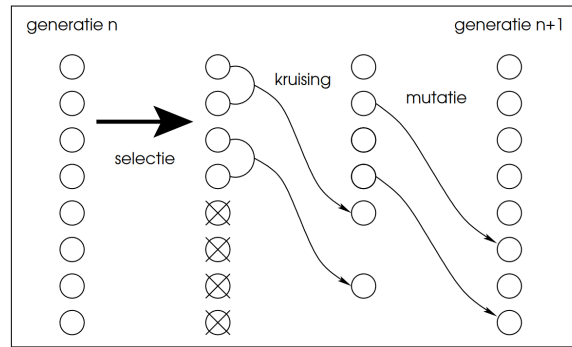 generatie n
generatie n+1
kruising
mutatie
selectie